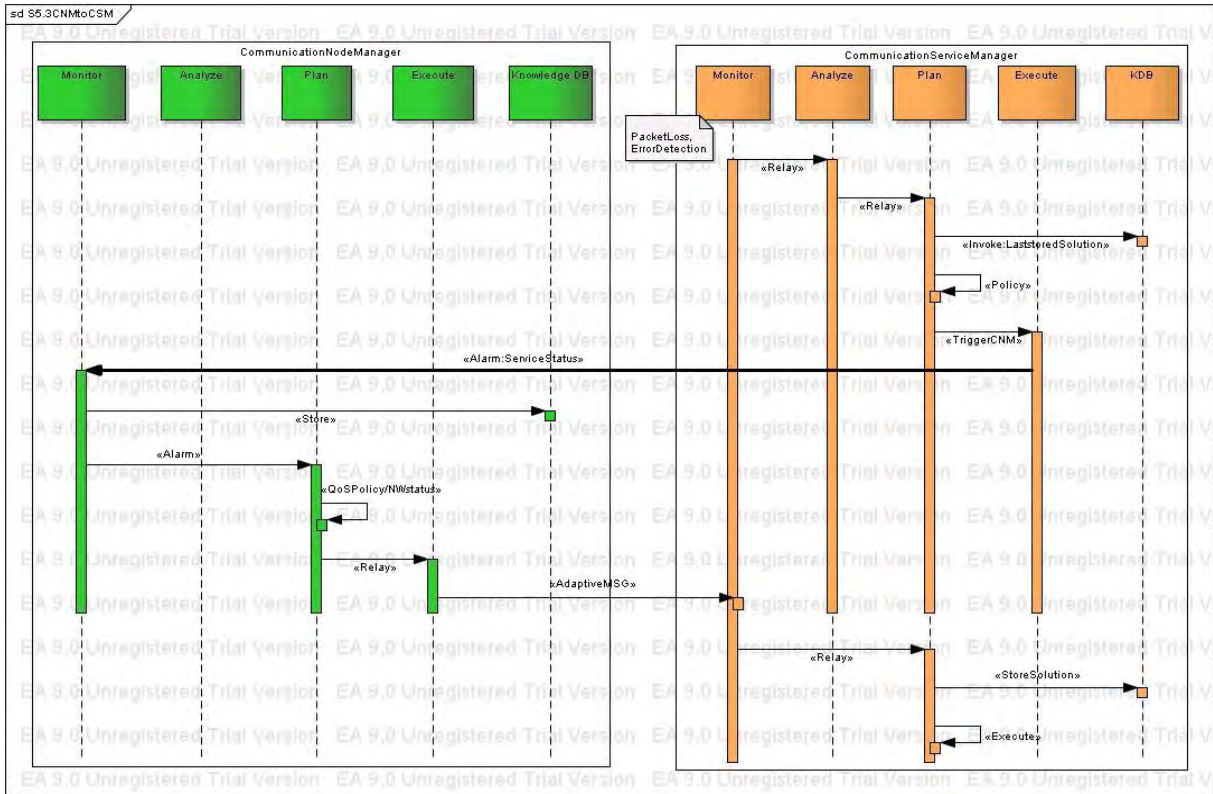 sd S5.3CNMtoCSM
CommunicationNodeManager
Monitor
Analyze
Plan
Execute
Knowledge DB
CommunicationServiceManager
Monitor
Analyze
Plan
Execute
KDB
PacketLoss,
ErrorDetection
«Relay»
«Relay»
«Invoke:LaststoredSolution»
«Policy»
«TriggerCNM»
«Alarm:ServiceStatus»
«Store»
«Alarm»
«QoSPolicy/NWstatus»
«Relay»
«AdaptiveMSG»
«Relay»
«StoreSolution»
«Execute»
EA 9.0 Unregistered Trial Version